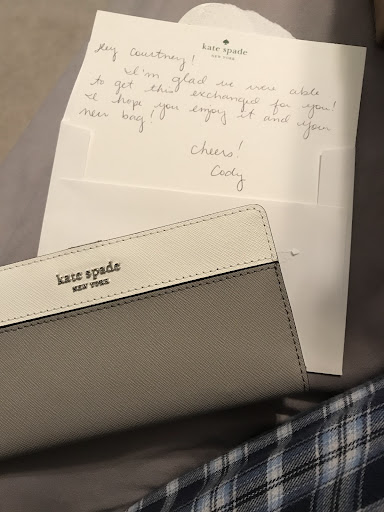 kate spade
NEW YORK
Hey Courtney!
I'm glad we were able
to get this exchanged for you!
I hope you enjoy it and your
new bag!
Cheers!
Cody
kate spade
NEW YORK